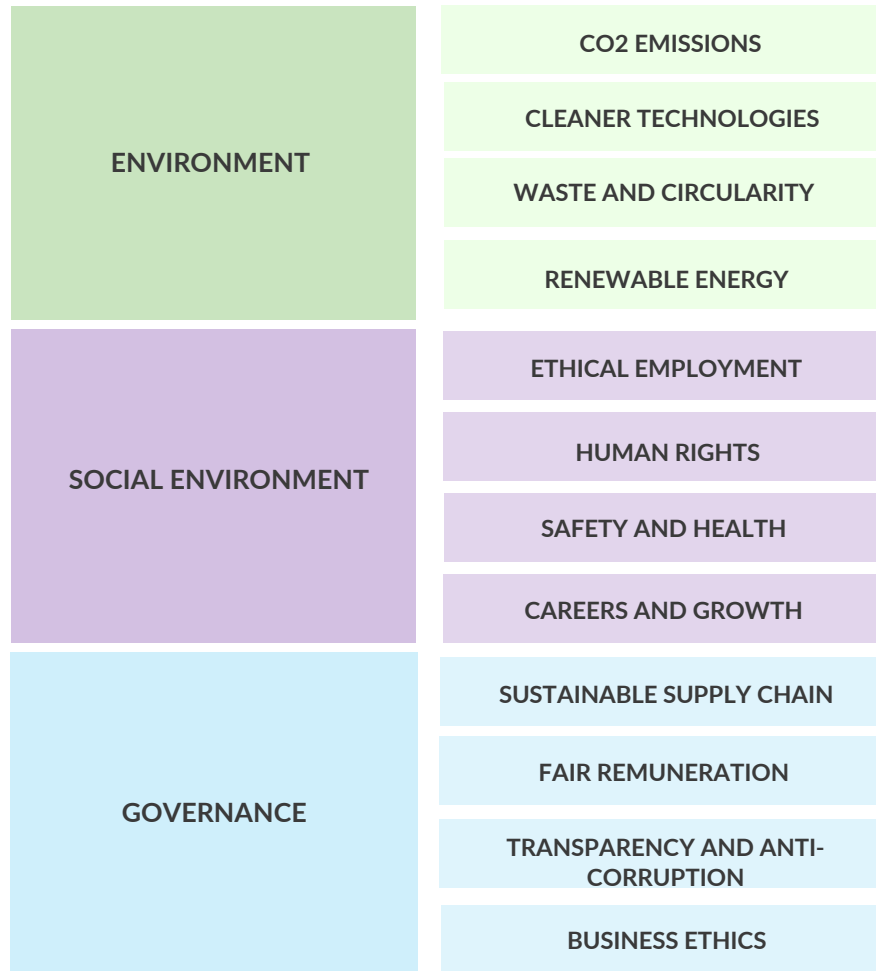 ENVIRONMENT
CO2 EMISSIONS
CLEANER TECHNOLOGIES
WASTE AND CIRCULARITY
RENEWABLE ENERGY
SOCIAL ENVIRONMENT
ETHICAL EMPLOYMENT
HUMAN RIGHTS
SAFETY AND HEALTH
CAREERS AND GROWTH
GOVERNANCE
SUSTAINABLE SUPPLY CHAIN
FAIR REMUNERATION
TRANSPARENCY AND ANTI-
CORRUPTION
BUSINESS ETHICS